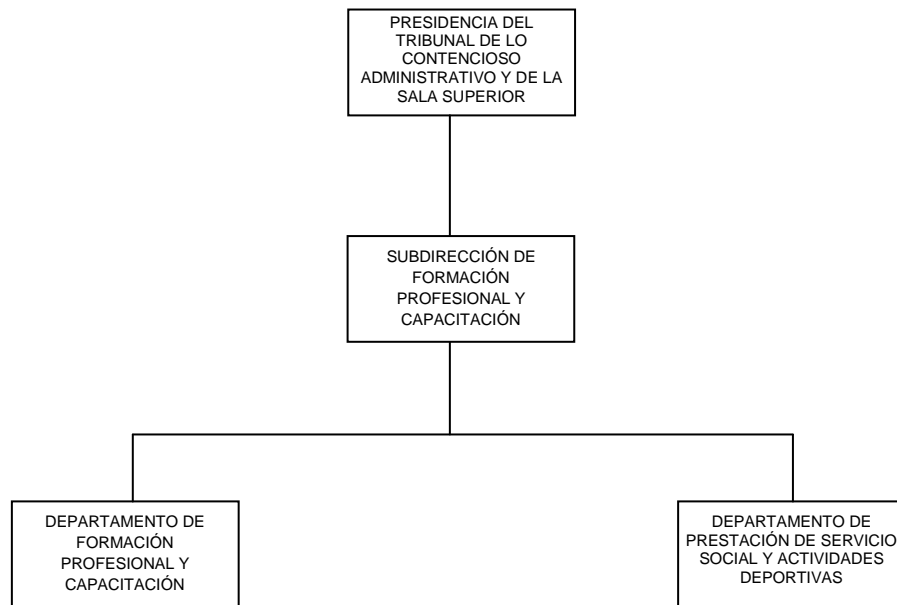 PRESIDENCIA DEL
TRIBUNAL DE LO
CONTENCIOSO
ADMINISTRATIVO Y DE LA
SALA SUPERIOR
SUBDIRECCIÓN DE
FORMACIÓN
PROFESIONAL Y
CAPACITACIÓN
DEPARTAMENTO DE
FORMACIÓN
PROFESIONAL Y
CAPACITACIÓN
DEPARTAMENTO DE
PRESTACIÓN DE SERVICIO
SOCIAL Y ACTIVIDADES
DEPORTIVAS